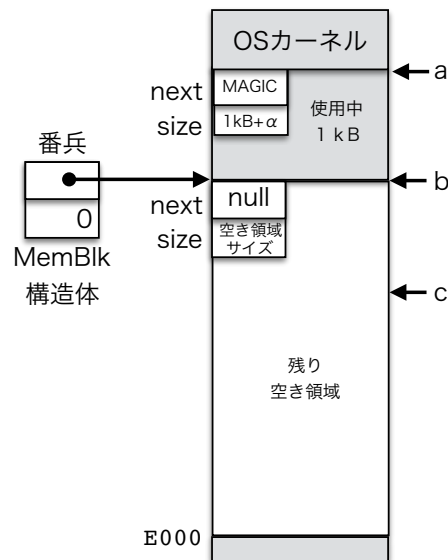 OSカーネル
a
next
MAGIC
使用中
size
1kB+α
1kB
番兵
b
null
next
0
size
空き領域
サイズ
MemBlk
構造体
c
残り
空き領域
E000